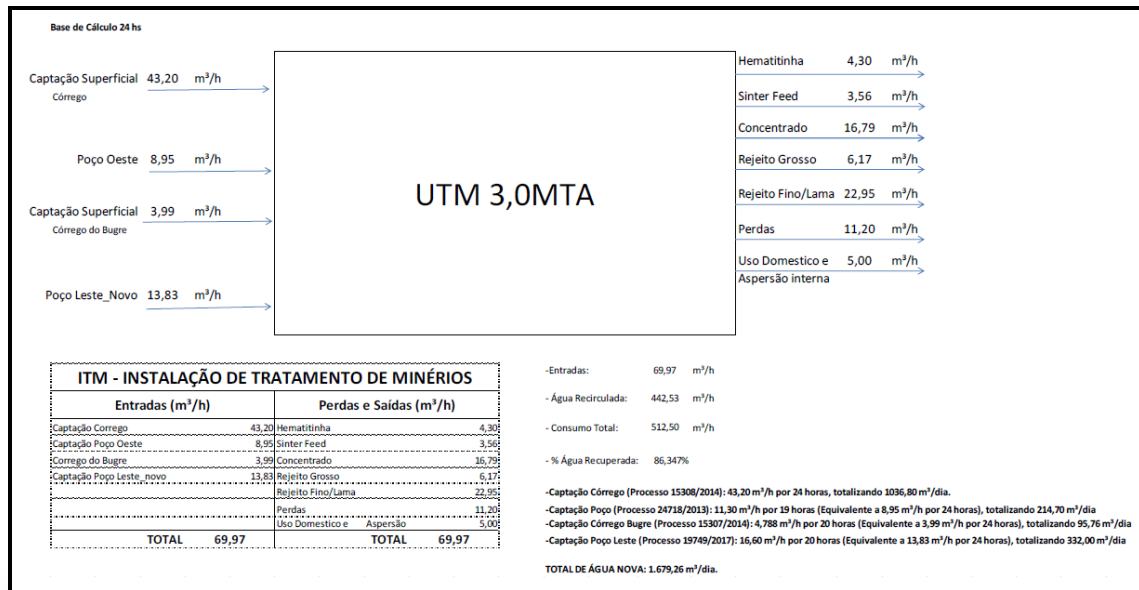 Base de Cálculo 24 hs
Captação Superficial 43,20 m³/h
Córrego
Poço Oeste 8,95 m³/h
Captação Superficial 3,99 m³/h
Córrego do Bugre
Poço Leste_Novo 13,83 m³/h
UTM 3,0MTA
Hematitinha 4,30 m³/h
Sinter Feed 3,56 m³/h
Concentrado 16,79 m³/h
Rejeito Grosso 6,17 m³/h
Rejeito Fino/Lama 22,95 m³/h
Perdas 11,20 m³/h
Uso Domestico e 5,00 m³/h
Aspersão interna
ITM - INSTALAÇÃO DE TRATAMENTO DE MINÉRIOS
Entradas (m³/h) Perdas e Saídas (m³/h)
Captação Corrego 43,20 Hematitinha 4,30
Captação Poço Oeste 8,95 Sinter Feed 3,56
Corrego do Bugre 3,99 Concentrado 16,79
Captação Poço Leste_novo 13,83 Rejeito Grosso 6,17
Rejeito Fino/Lama 22,95
Perdas 11,20
Uso Domestico e Aspersão 5,00
TOTAL 69,97 TOTAL 69,97
-Entradas: 69,97 m³/h
- Água Recirculada: 442,53 m³/h
- Consumo Total: 512,50 m³/h
- % Água Recuperada: 86,347%
-Captação Córrego (Processo 15308/2014): 43,20 m³/h por 24 horas, totalizando 1036,80 m³/dia.
-Captação Poço (Processo 24718/2013): 11,30 m³/h por 19 horas (Equivalente a 8,95 m³/h por 24 horas), totalizando 214,70 m³/dia
-Captação Córrego Bugre (Processo 15307/2014): 4,788 m³/h por 20 horas (Equivalente a 3,99 m³/h por 24 horas), totalizando 95,76 m³/dia
-Captação Poço Leste (Processo 19749/2017): 16,60 m³/h por 20 horas (Equivalente a 13,83 m³/h por 24 horas), totalizando 332,00 m³/dia
TOTAL DE ÁGUA NOVA: 1.679,26 m³/dia.